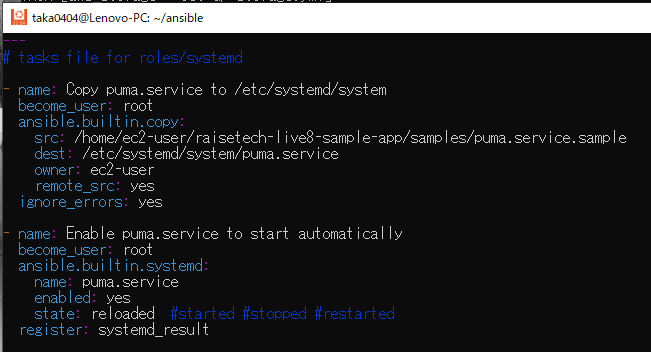 taka0404@Lenovo-PC: ~/ansible
---
# tasks file for roles/systemd
- name: Copy puma.service to /etc/systemd/system
  become_user: root
  ansible.builtin.copy:
    src: /home/ec2-user/raisetech-live8-sample-app/samples/puma.service.sample
    dest: /etc/systemd/system/puma.service
    owner: ec2-user
    remote_src: yes
  ignore_errors: yes
- name: Enable puma.service to start automatically
  become_user: root
  ansible.builtin.systemd:
    name: puma.service
    enabled: yes
    state: reloaded  #started #stopped #restarted
  register: systemd_result